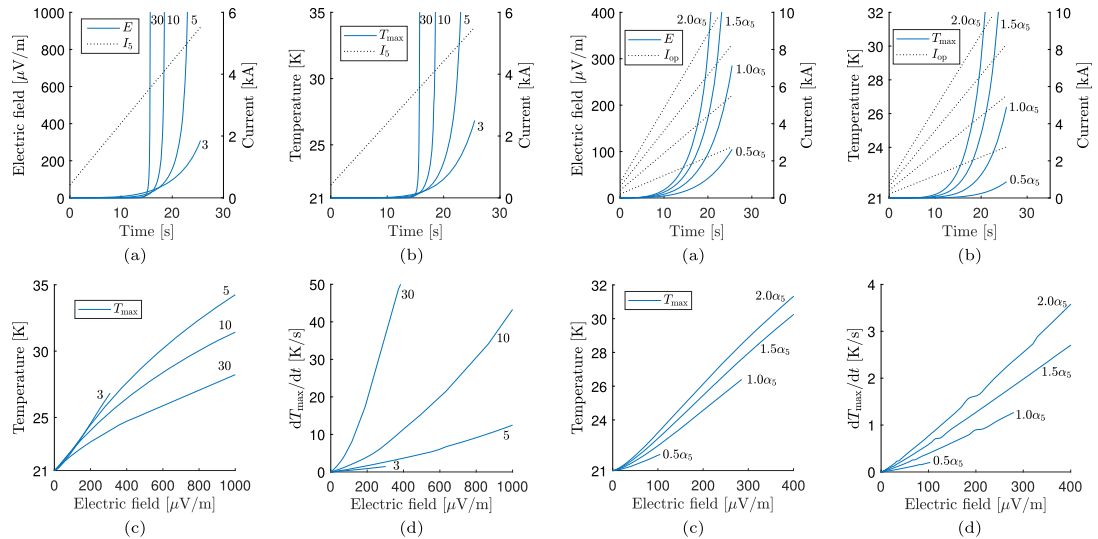 1000
800
600
400
200
0
Electric field [μV/m]
E
I5
30
10
5
3
6
4
2
0
Current [kA]
0
10
20
30
Time [s]
(a)
35
30
25
21
Temperature [K]
Tmax
I5
30
10
5
3
6
4
2
0
Current [kA]
0
10
20
30
Time [s]
(b)
400
300
200
100
0
Electric field [μV/m]
E
Iop
2.0α5
1.5α5
1.0α5
0.5α5
10
8
6
4
2
0
Current [kA]
0
10
20
30
Time [s]
(a)
32
30
28
26
24
22
21
Temperature [K]
Tmax
Iop
2.0α5
1.5α5
1.0α5
0.5α5
10
8
6
4
2
0
Current [kA]
0
10
20
30
Time [s]
(b)
35
30
25
21
Temperature [K]
Tmax
5
10
30
3
0
200
400
600
800
1000
Electric field [μV/m]
(c)
50
40
30
20
10
0
dTmax/dt [K/s]
30
10
5
3
0
200
400
600
800
1000
Electric field [μV/m]
(d)
32
30
28
26
24
22
21
Temperature [K]
Tmax
2.0α5
1.5α5
1.0α5
0.5α5
0
100
200
300
400
Electric field [μV/m]
(c)
4
3
2
1
0
dTmax/dt [K/s]
2.0α5
1.5α5
1.0α5
0.5α5
0
100
200
300
400
Electric field [μV/m]
(d)